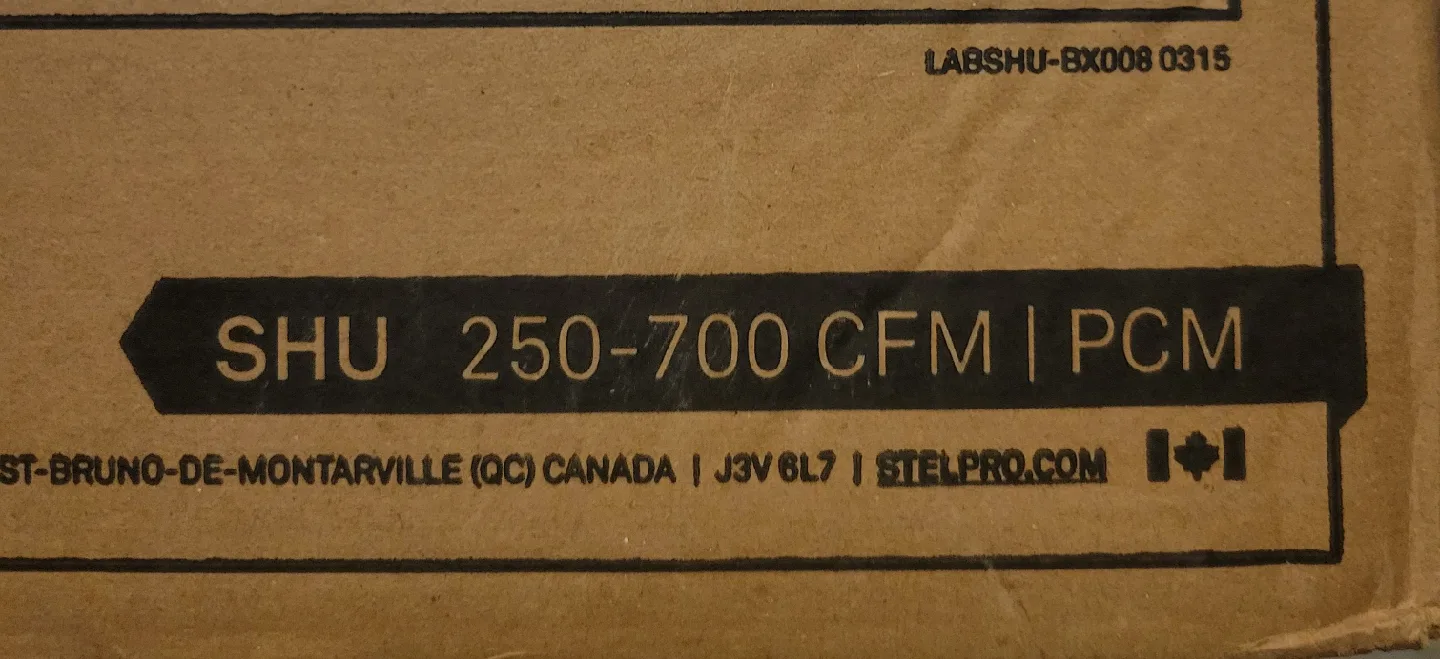 LABSHU-BX008 0315
SHU 250-700 CFM | PCM
ST-BRUNO-DE-MONTARVILLE (QC) CANADA | J3V 6L7 | STELPRO.COM